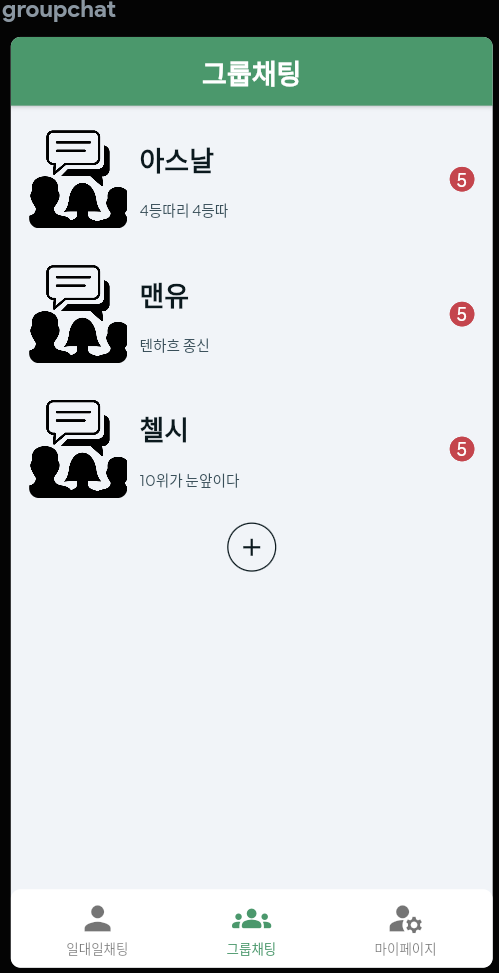 groupchat
그룹채팅
아스날
4등따리 4등따
5
맨유
텐하흐 종신
5
첼시
10위가 눈앞이다
5
일대일채팅
그룹채팅
마이페이지